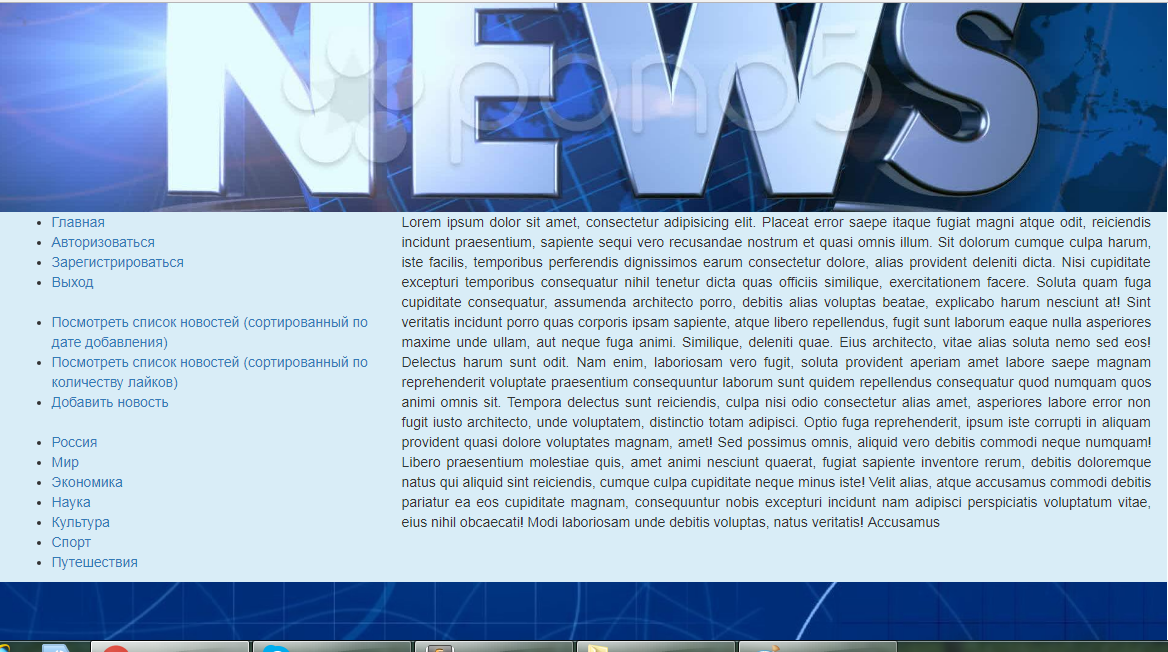 NEWS
pond5
Главная
Авторизоваться
Зарегистрироваться
Выход
Посмотреть список новостей (сортированный по
дате добавления)
Посмотреть список новостей (сортированный по
количеству лайков)
Добавить новость
Россия
Мир
Экономика
Наука
Культура
Спорт
Путешествия
Lorem ipsum dolor sit amet, consectetur adipisicing elit. Placeat error saepe itaque fugiat magni atque odit, reiciendis
incidunt praesentium, sapiente sequi vero recusandae nostrum et quasi omnis illum. Sit dolorum cumque culpa harum,
iste facilis, temporibus perferendis dignissimos earum consectetur dolore, alias provident deleniti dicta. Nisi cupiditate
excepturi temporibus consequatur nihil tenetur dicta quas officiis similique, exercitationem facere. Soluta quam fuga
cupiditate consequatur, assumenda architecto porro, debitis alias voluptas beatae, explicabo harum nesciunt at! Sint
veritatis incidunt porro quas corporis ipsam sapiente, atque libero repellendus, fugit sunt laborum eaque nulla asperiores
maxime unde ullam, aut neque fuga animi. Similique, deleniti quae. Eius architecto, vitae alias soluta nemo sed eos!
Delectus harum sunt odit. Nam enim, laboriosam vero fugit, soluta provident aperiam amet labore saepe magnam
reprehenderit voluptate praesentium consequuntur laborum sunt quidem repellendus consequatur quod numquam quos
animi omnis sit. Tempora delectus sunt reiciendis, culpa nisi odio consectetur alias amet, asperiores labore error non
fugit iusto architecto, unde voluptatem, distinctio totam adipisci. Optio fuga reprehenderit, ipsum iste corrupti in aliquam
provident quasi dolore voluptates magnam, amet! Sed possimus omnis, aliquid vero debitis commodi neque numquam!
Libero praesentium molestiae quis, amet animi nesciunt quaerat, fugiat sapiente inventore rerum, debitis doloremque
natus qui aliquid sint reiciendis, cumque culpa cupiditate neque minus iste! Velit alias, atque accusamus commodi debitis
pariatur ea eos cupiditate magnam, consequuntur nobis excepturi incidunt nam adipisci perspiciatis voluptatum vitae,
eius nihil obcaecati! Modi laboriosam unde debitis voluptas, natus veritatis! Accusamus